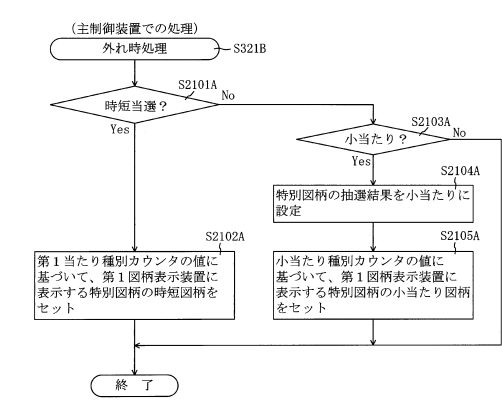 (主制御装置での処理)
外れ時処理
S321B
S2101A
時短当選？
No
Yes
S2103A
小当たり？
No
Yes
S2104A
特別図柄の抽選結果を小当たりに
設定
S2102A
第１当たり種別カウンタの値に
基づいて、第１図柄表示装置に
表示する特別図柄の時短図柄を
セット
S2105A
小当たり種別カウンタの値に
基づいて、第１図柄表示装置に
表示する特別図柄の小当たり図柄
をセット
終 了